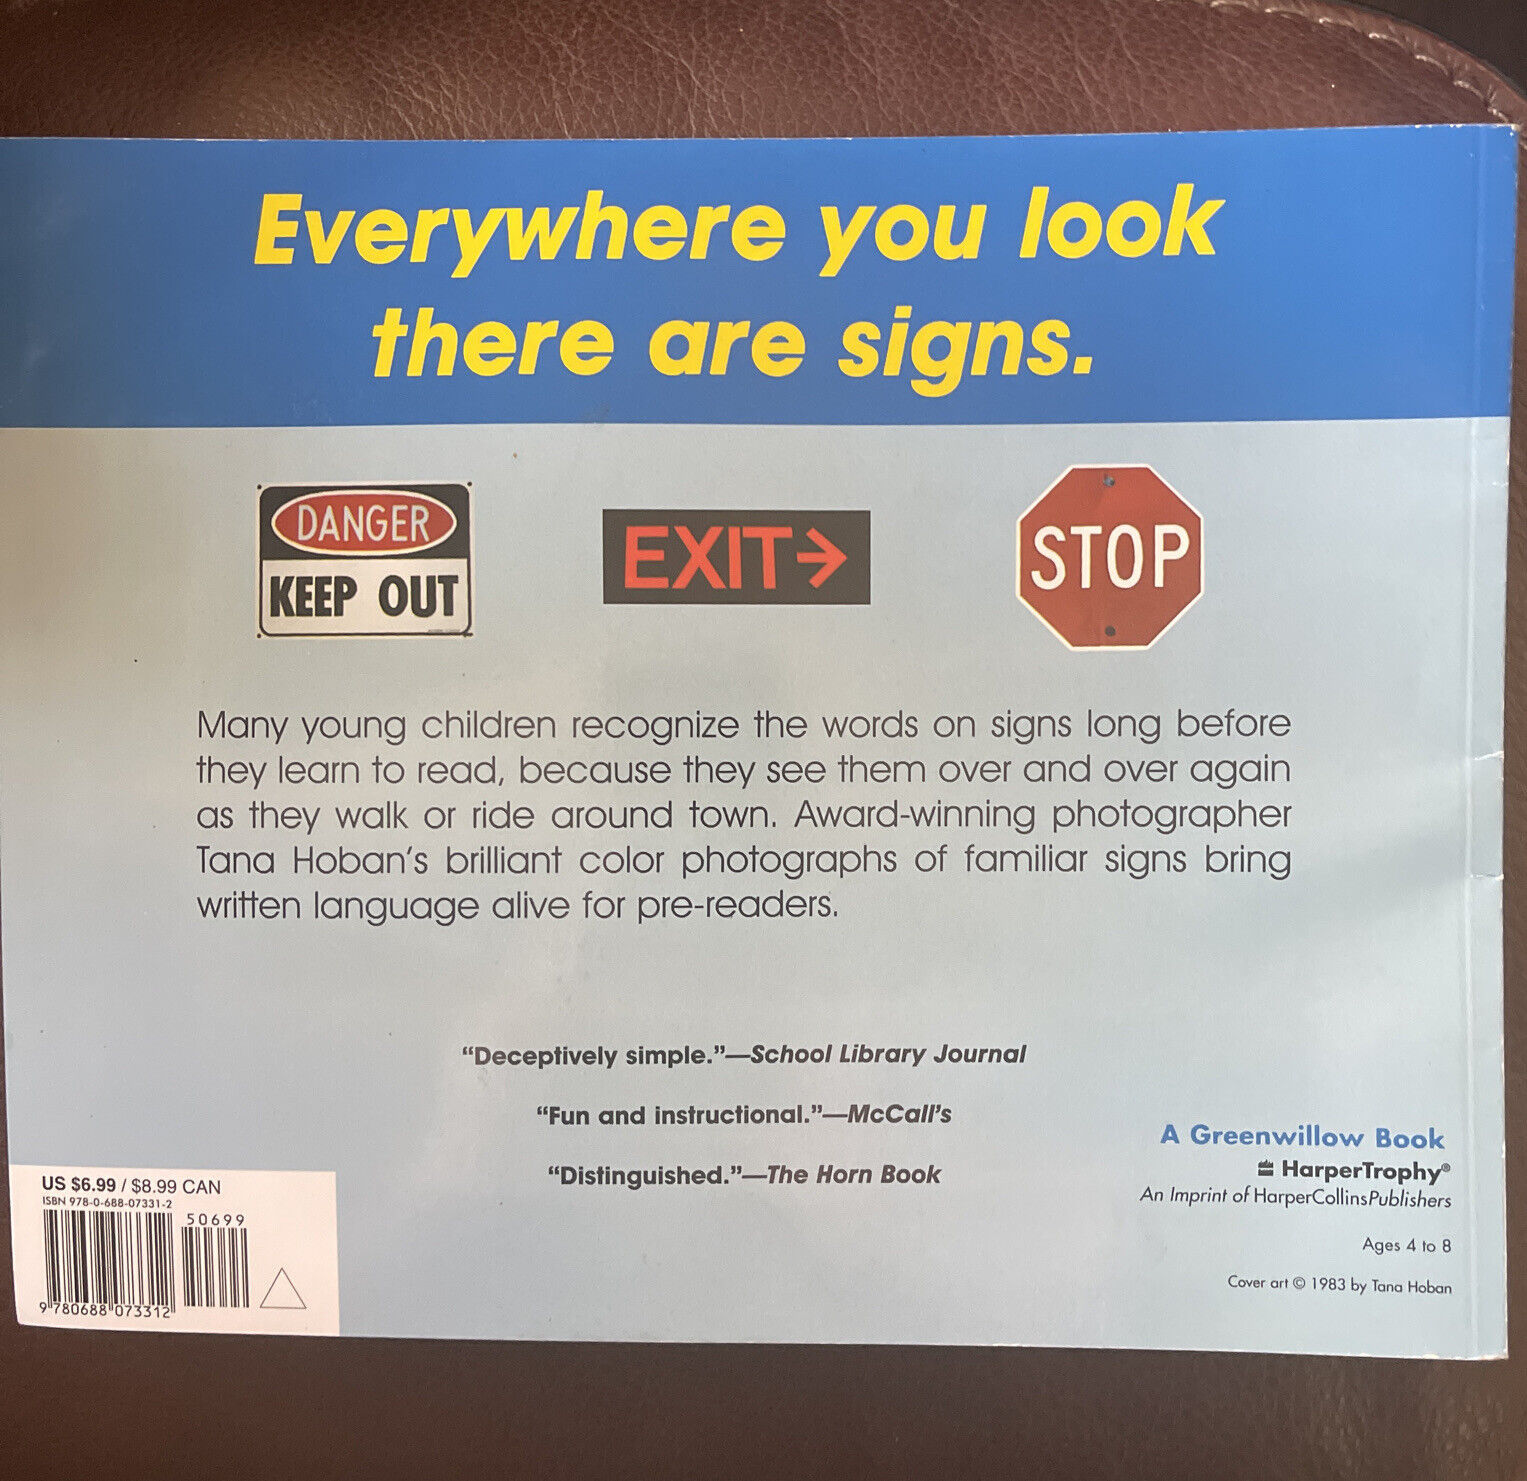 Everywhere you look
there are signs.
DANGER
KEEP OUT
EXIT→
STOP
Many young children recognize the words on signs long before
they learn to read, because they see them over and over again
as they walk or ride around town. Award-winning photographer
Tana Hoban's brilliant color photographs of familiar signs bring
written language alive for pre-readers.
“Deceptively simple.”—School Library Journal
“Fun and instructional.”—McCall's
“Distinguished.”—The Horn Book
A Greenwillow Book
HarperTrophy®
An Imprint of HarperCollinsPublishers
Ages 4 to 8
Cover art © 1983 by Tana Hoban
US $6.99 / $8.99 CAN
ISBN 978-0-688-07331-2
50699
9 780688 073312